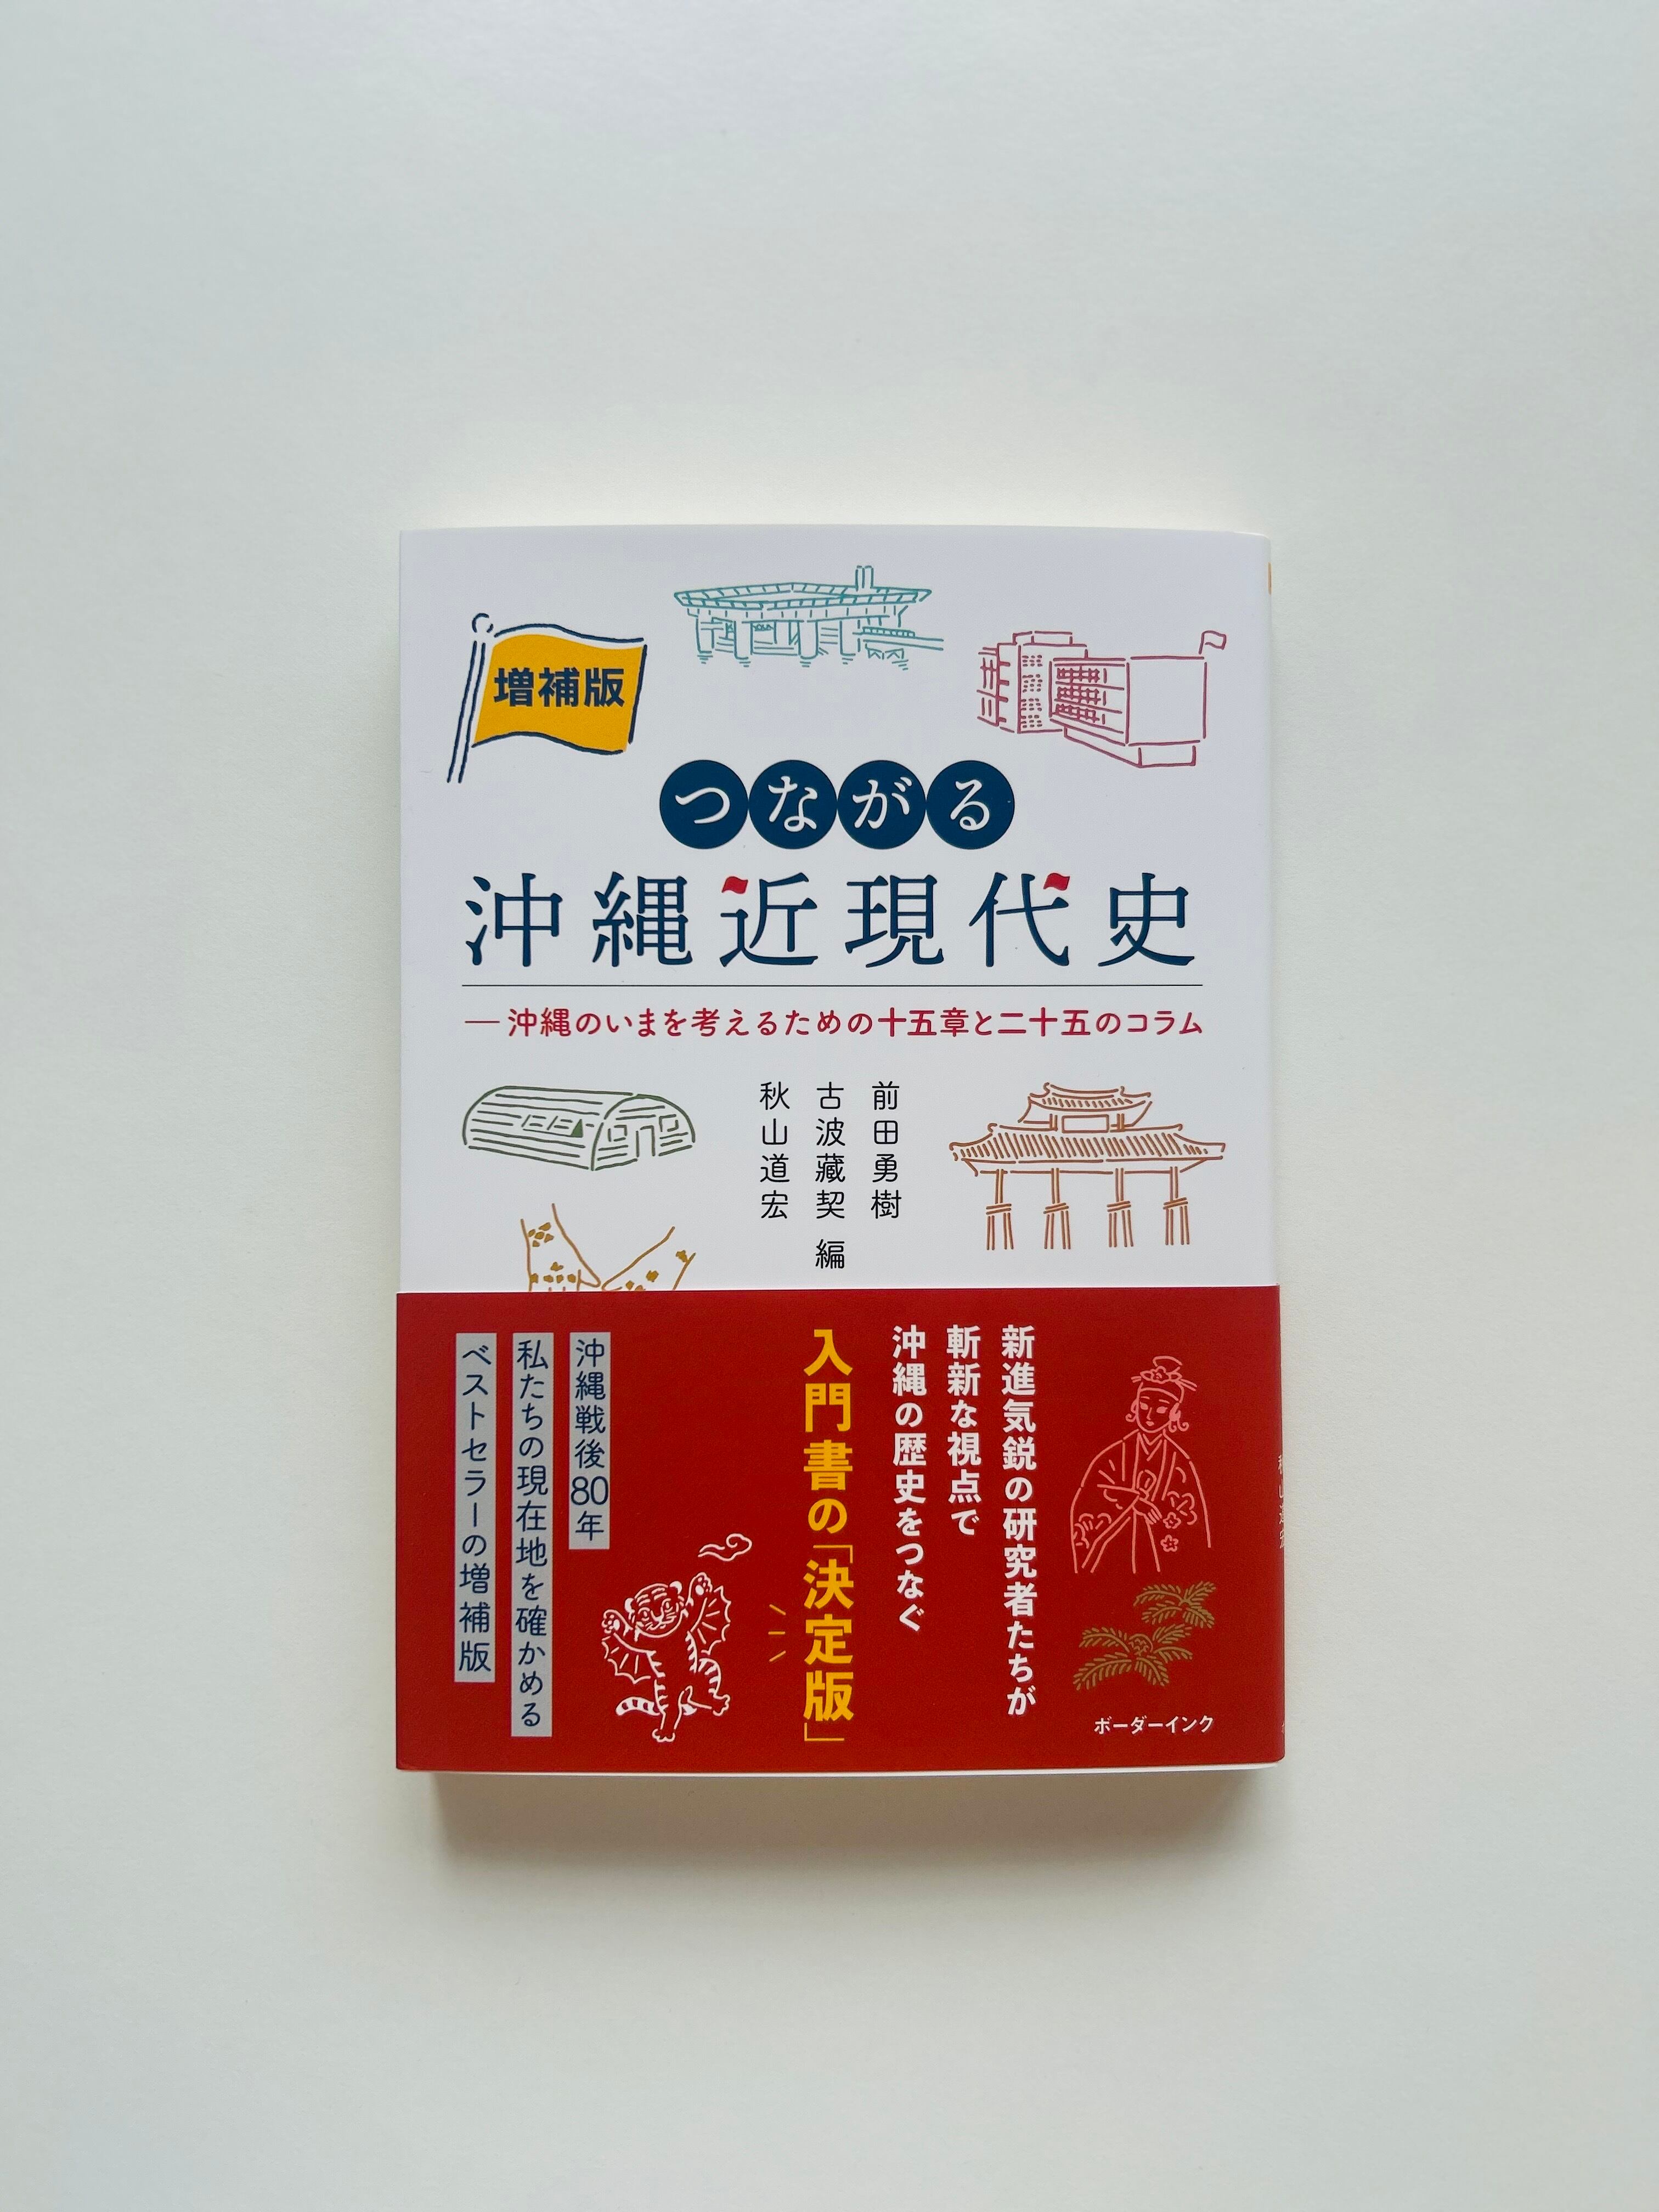 増補版
つながる
沖縄近現代史
―沖縄のいまを考えるための十五章と二十五のコラム
前田勇樹
古波藏契 編
秋山道宏
新進気鋭の研究者たちが
斬新な視点で
沖縄の歴史をつなぐ
入門書の「決定版」
沖縄戦後80年
私たちの現在地を確かめる
ベストセラーの増補版
ボーダーインク